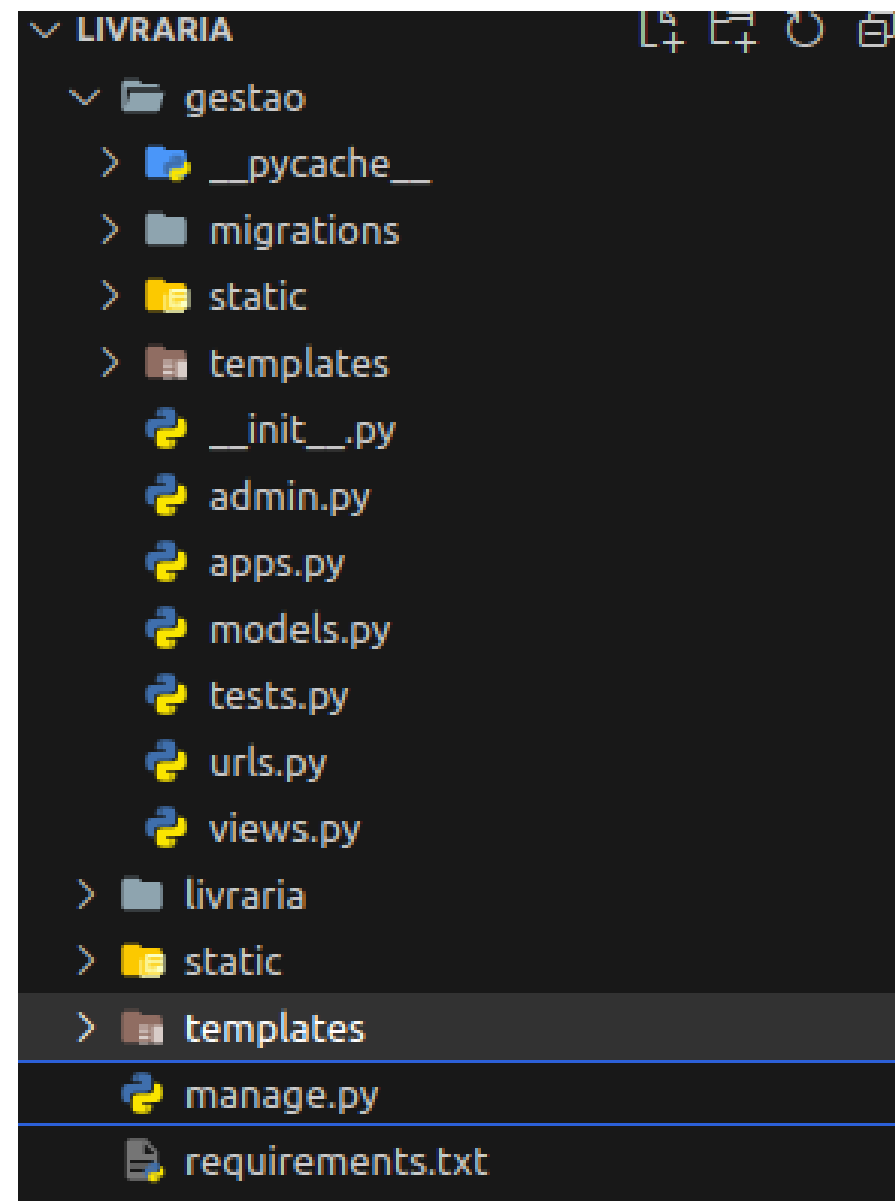 LIVRARIA
gestao
__pycache__
migrations
static
templates
__init__.py
admin.py
apps.py
models.py
tests.py
urls.py
views.py
livraria
static
templates
manage.py
requirements.txt